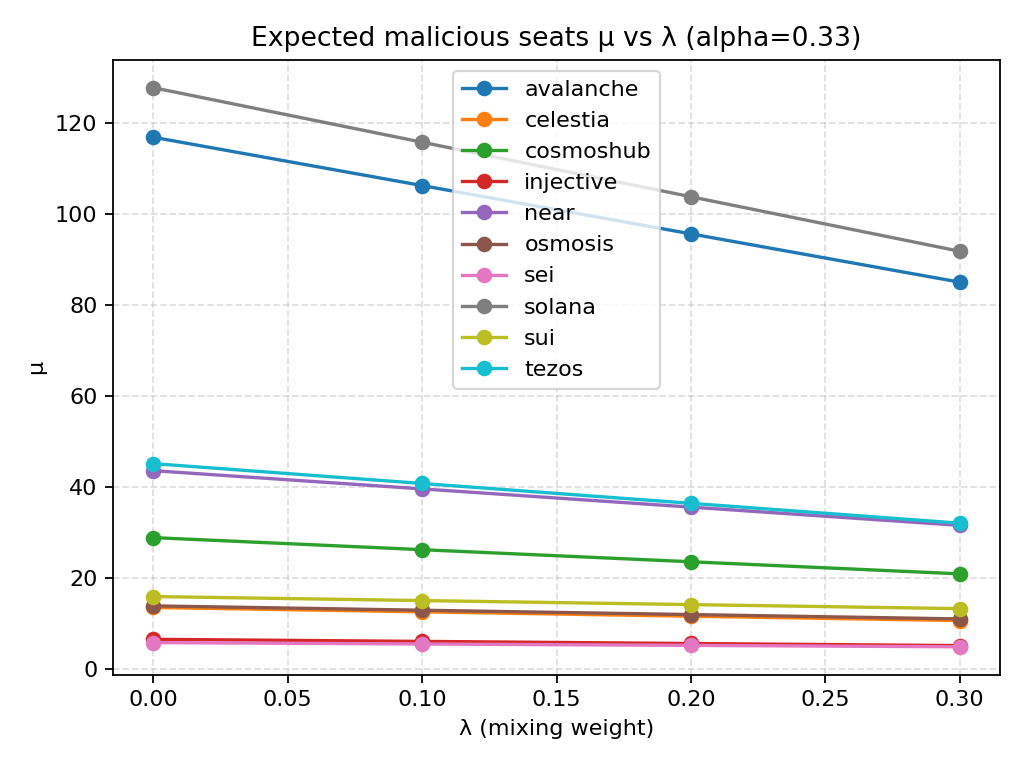 Expected malicious seats μ vs λ (alpha=0.33)
avalanche
celestia
cosmoshub
injective
near
osmosis
sei
solana
sui
tezos
120
100
80
60
40
20
0
μ
0.00 0.05 0.10 0.15 0.20 0.25 0.30
λ (mixing weight)